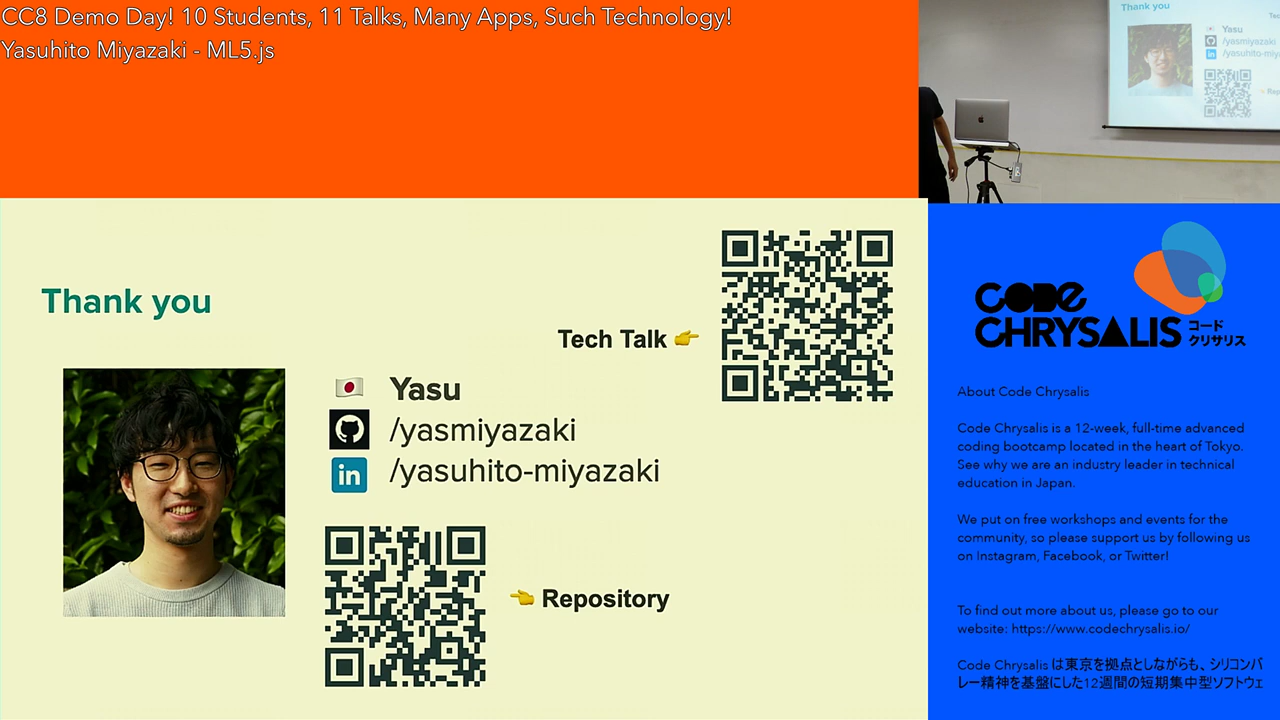 CC8 Demo Day! 10 Students, 11 Talks, Many Apps, Such Technology!
Yasuhito Miyazaki - ML5.js
Thank you
Yasu
/yasmiyazaki
/yasuhito-miy
Thank you
Tech Talk
Yasu
/yasmiyazaki
in /yasuhito-miyazaki
Repository
CODE
CHRYSALIS コード
クリサリス
About Code Chrysalis
Code Chrysalis is a 12-week, full-time advanced
coding bootcamp located in the heart of Tokyo.
See why we are an industry leader in technical
education in Japan.
We put on free workshops and events for the
community, so please support us by following us
on Instagram, Facebook, or Twitter!
To find out more about us, please go to our
website: https://www.codechrysalis.io/
Code Chrysalis は東京を拠点としながらも、シリコンバ
レー精神を基盤にした12週間の短期集中型ソフトウェ